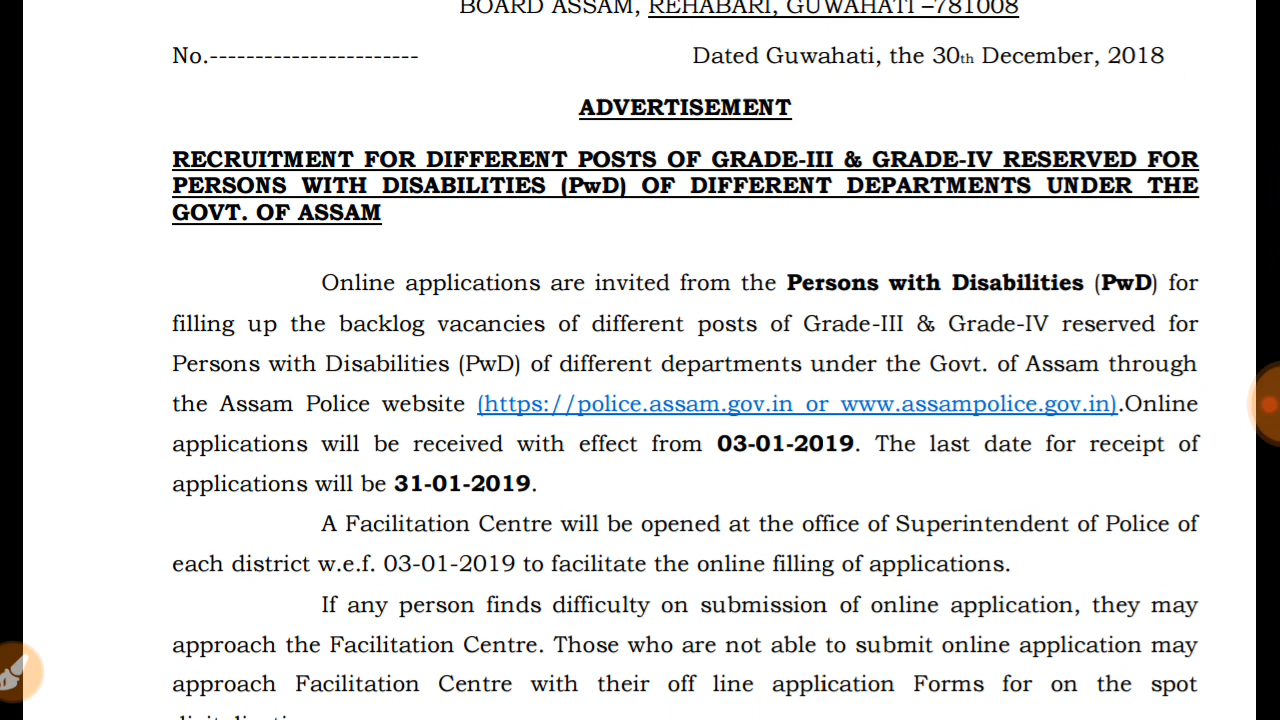 BOARD ASSAM, REHABARI, GUWAHATI –781008
No.----------------------- Dated Guwahati, the 30th December, 2018
ADVERTISEMENT
RECRUITMENT FOR DIFFERENT POSTS OF GRADE-III & GRADE-IV RESERVED FOR
PERSONS WITH DISABILITIES (PwD) OF DIFFERENT DEPARTMENTS UNDER THE
GOVT. OF ASSAM
Online applications are invited from the Persons with Disabilities (PwD) for
filling up the backlog vacancies of different posts of Grade-III & Grade-IV reserved for
Persons with Disabilities (PwD) of different departments under the Govt. of Assam through
the Assam Police website (https://police.assam.gov.in or www.assampolice.gov.in).Online
applications will be received with effect from 03-01-2019. The last date for receipt of
applications will be 31-01-2019.
A Facilitation Centre will be opened at the office of Superintendent of Police of
each district w.e.f. 03-01-2019 to facilitate the online filling of applications.
If any person finds difficulty on submission of online application, they may
approach the Facilitation Centre. Those who are not able to submit online application may
approach Facilitation Centre with their off line application Forms for on the spot